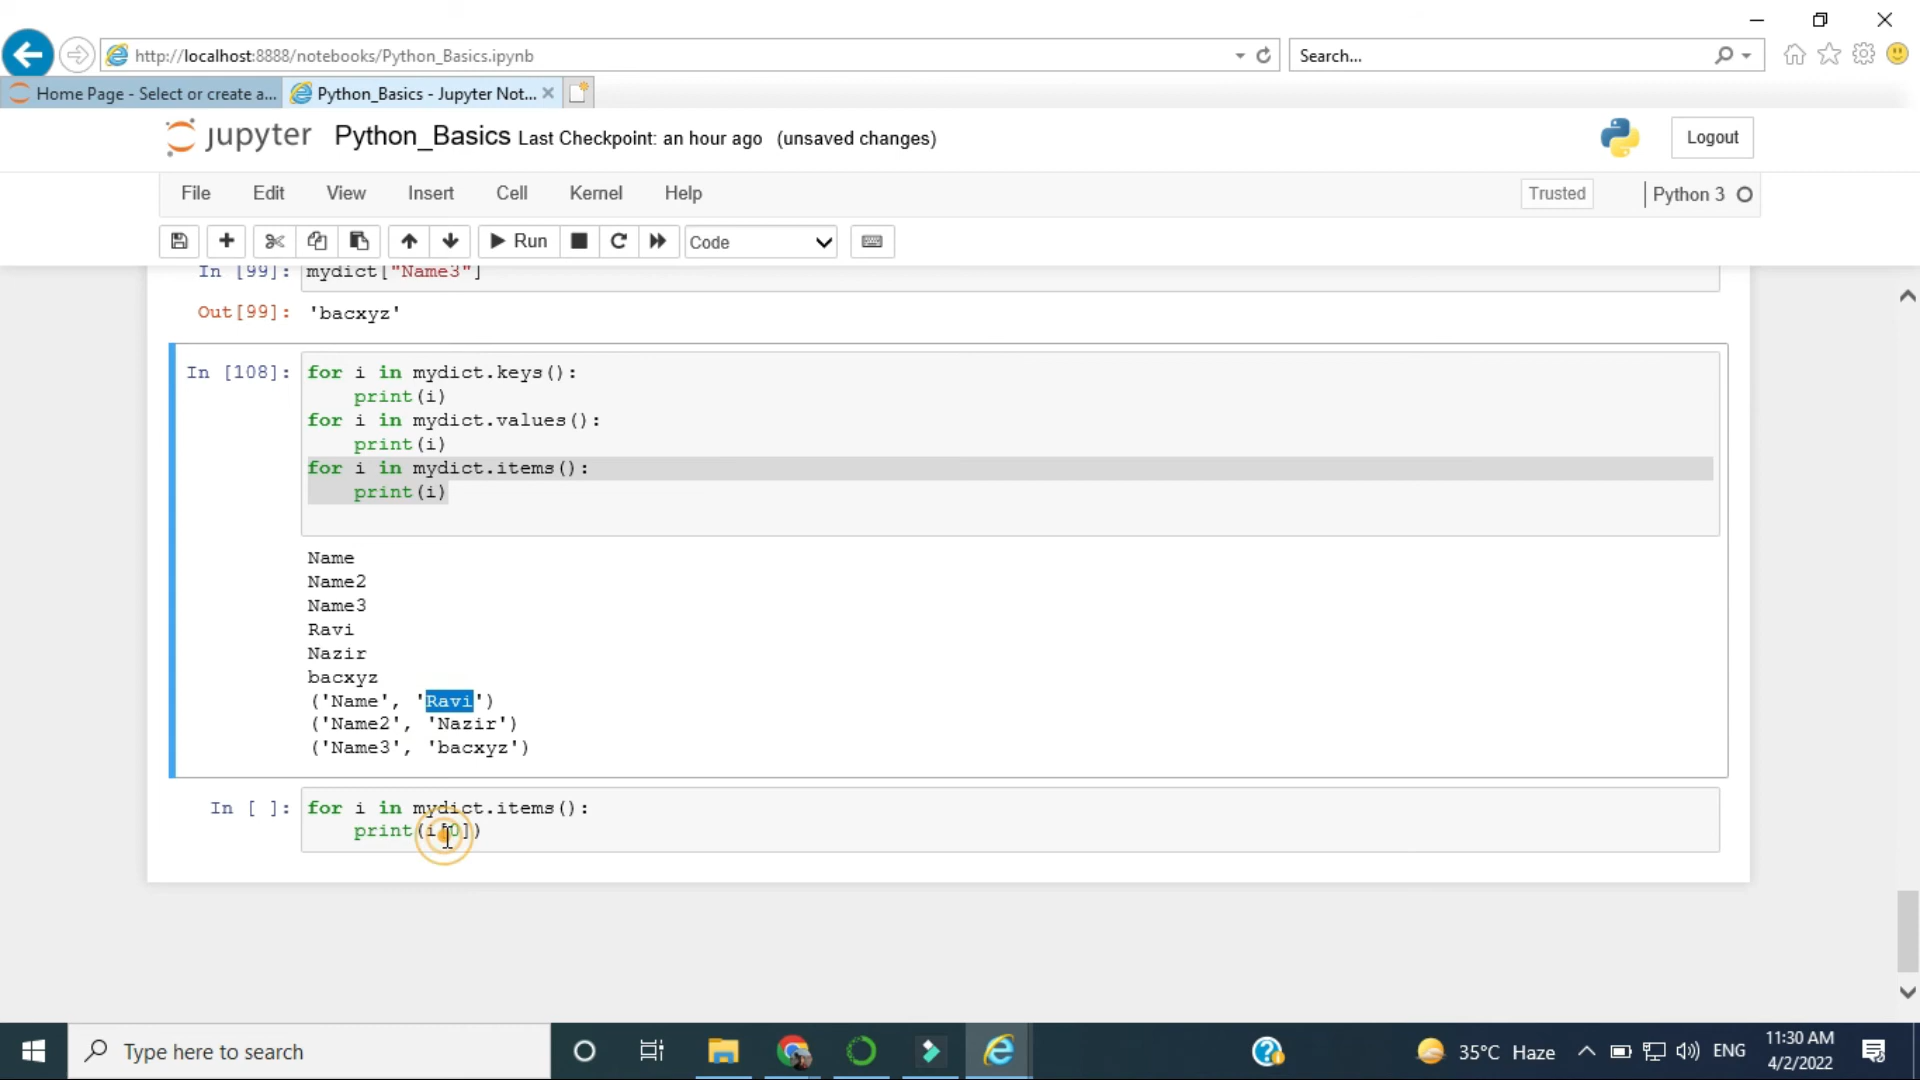 http://localhost:8888/notebooks/Python_Basics.ipynb
Search...
Home Page - Select or create a...
Python_Basics - Jupyter Not...
jupyter Python_Basics Last Checkpoint: an hour ago (unsaved changes)
Logout
File Edit View Insert Cell Kernel Help
Trusted
Python 3
Run
Code
In [99]: mydict["Name3"]
Out[99]: 'bacxyz'
In [108]: for i in mydict.keys():
    print(i)
for i in mydict.values():
    print(i)
for i in mydict.items():
    print(i)
Name
Name2
Name3
Ravi
Nazir
bacxyz
('Name', 'Ravi')
('Name2', 'Nazir')
('Name3', 'bacxyz')
In [ ]: for i in mydict.items():
    print(i[0])
Type here to search
35°C Haze
ENG
11:30 AM
4/2/2022